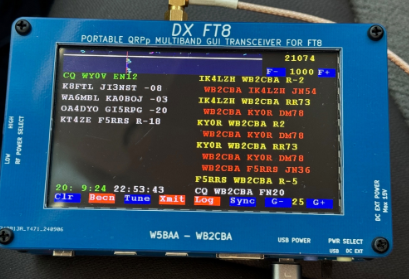 DX FT8
PORTABLE QRPp MULTIBAND GUI TRANSCEIVER FOR FT8
21074
F- 1000 F+
CQ WY0V EN12
K8FTL JI3NST -08
WA6MBL KA0BOJ -03
OA4DYO GI5RPG -20
KT4ZE F5RRS R-18
IK4LZH WB2CBA R-2
WB2CBA IK4LZH JN54
IK4LZH WB2CBA RR73
WB2CBA KY0R DM78
KY0R WB2CBA R2
WB2CBA KY0R DM78
KY0R WB2CBA RR73
WB2CBA KY0R DM78
WB2CBA F5RRS JN36
F5RRS WB2CBA R-5
20: 9:24 22:53:43
CQ WB2CBA FN20
Clr Becn Tune Xmit Log Sync G- 25 G+
HIGH
LOW
RF POWER SELECT
DC EXT POWER
Max 15V
W5BAA - WB2CBA
USB POWER
PWR SELECT
USB DC EXT